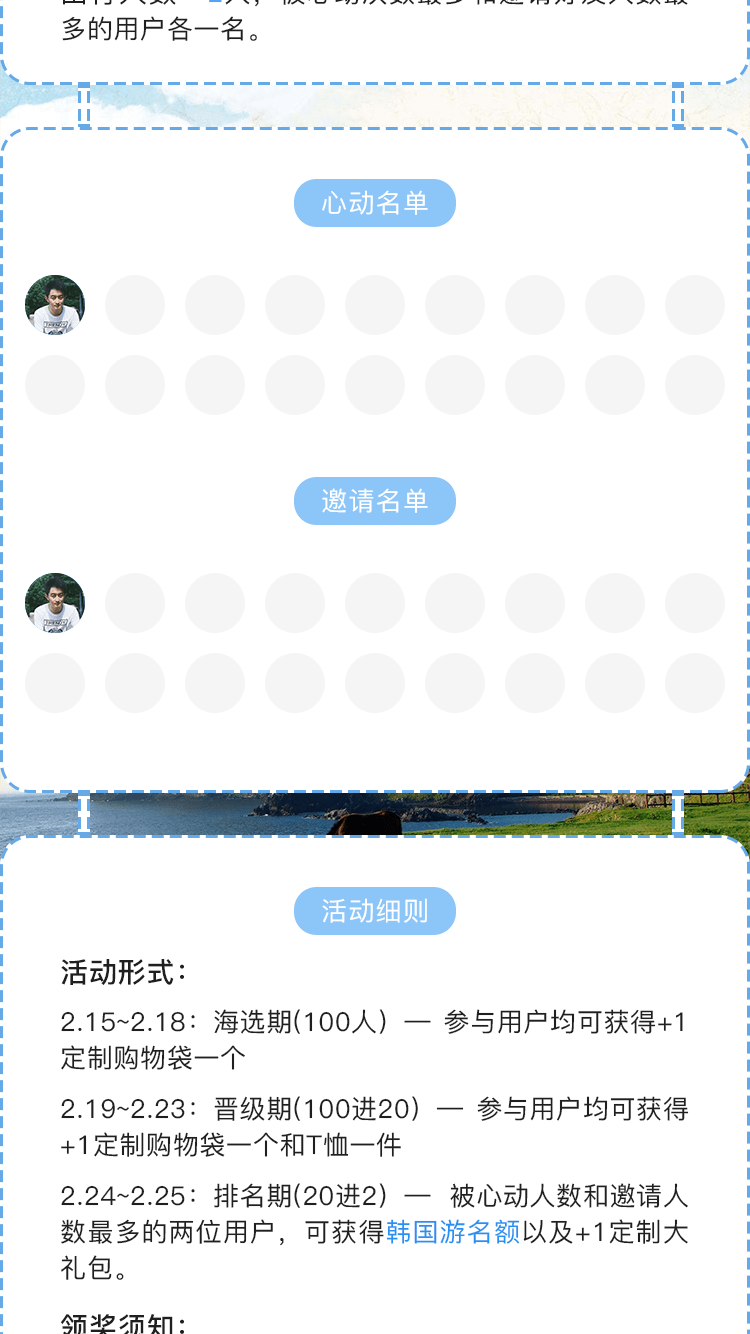 多的用户各一名。
心动名单
邀请名单
活动细则
活动形式：
2.15~2.18：海选期(100人）— 参与用户均可获得+1
定制购物袋一个
2.19~2.23：晋级期(100进20）— 参与用户均可获得
+1定制购物袋一个和T恤一件
2.24~2.25：排名期(20进2）— 被心动人数和邀请人
数最多的两位用户，可获得韩国游名额以及+1定制大
礼包。
领奖须知：